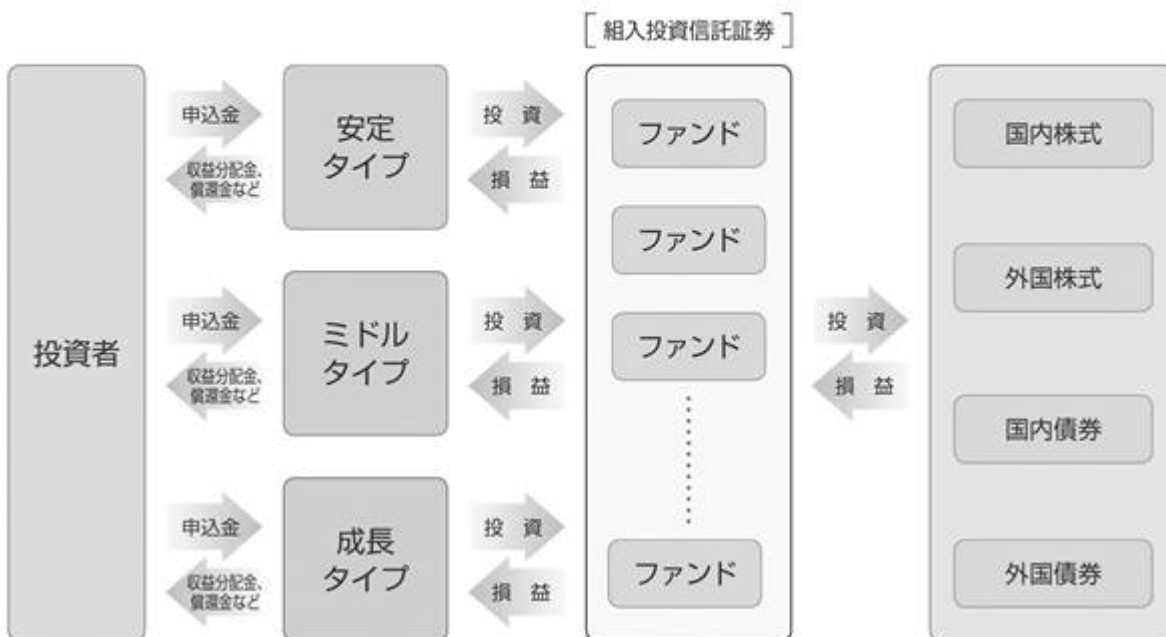 [組入投資信託証券]
投資者
申込金
収益分配金、
償還金など
安定
タイプ
投 資
損 益
申込金
収益分配金、
償還金など
ミドル
タイプ
投 資
損 益
申込金
収益分配金、
償還金など
成長
タイプ
投 資
損 益
ファンド
ファンド
ファンド
ファンド
投 資
損 益
国内株式
外国株式
国内債券
外国債券